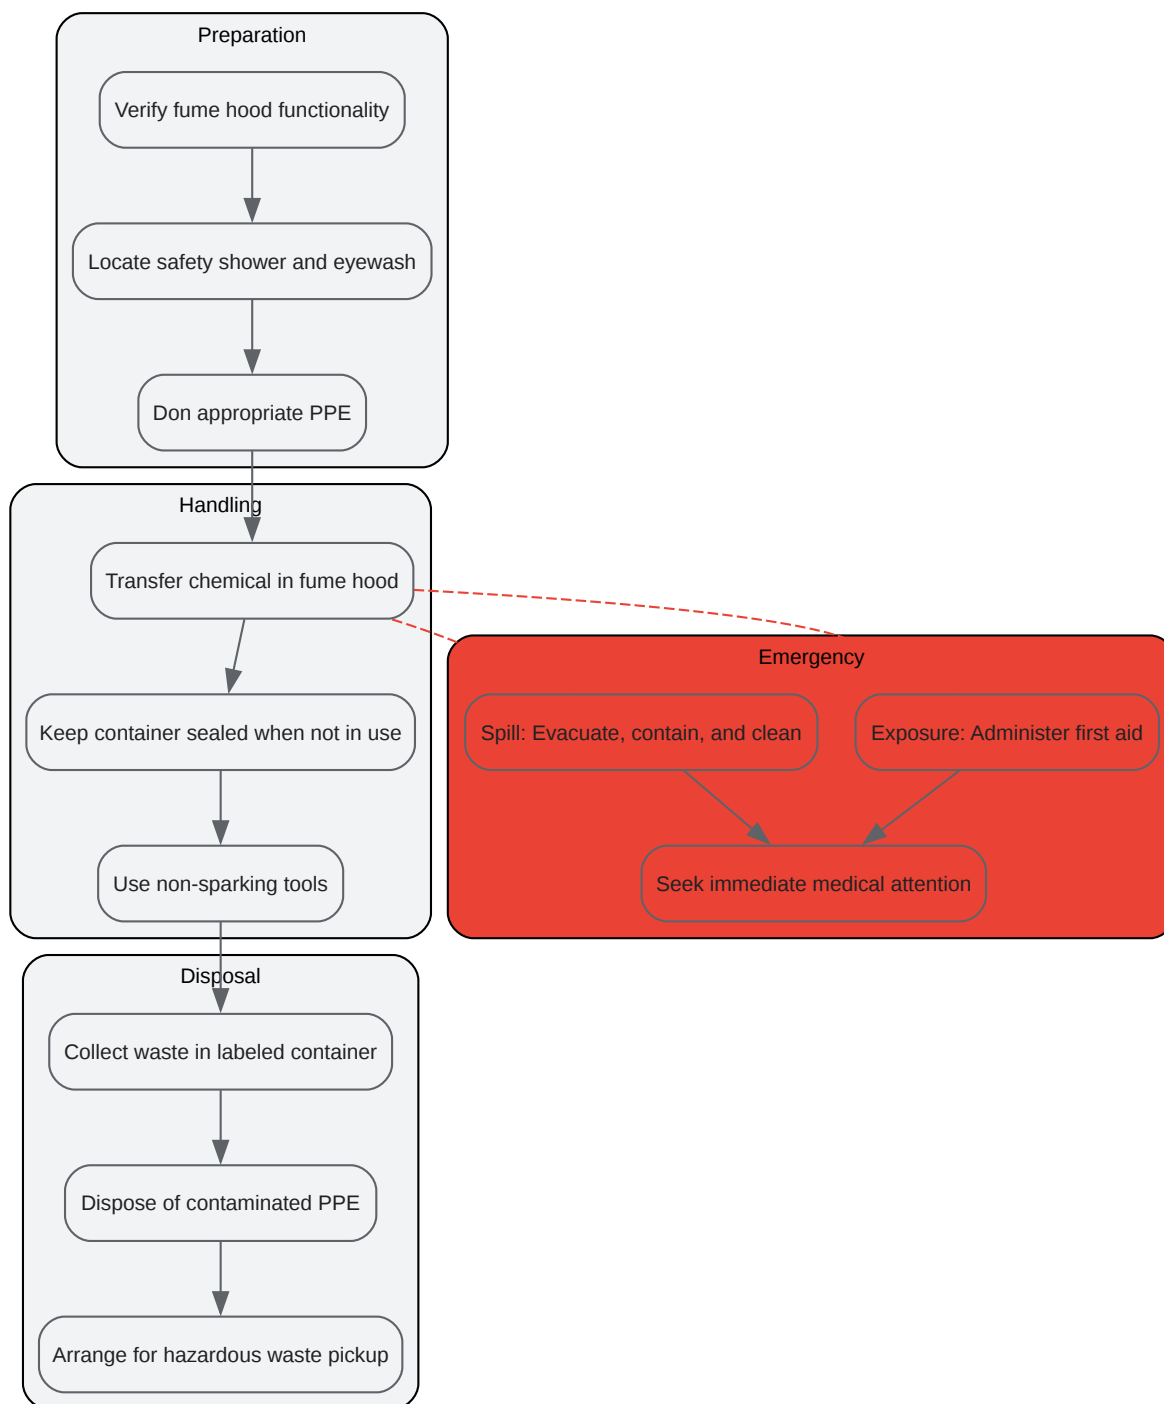 Preparation
Verify fume hood functionality
Locate safety shower and eyewash
Don appropriate PPE
Handling
Transfer chemical in fume hood
Keep container sealed when not in use
Use non-sparking tools
Emergency
Spill: Evacuate, contain, and clean
Exposure: Administer first aid
Seek immediate medical attention
Disposal
Collect waste in labeled container
Dispose of contaminated PPE
Arrange for hazardous waste pickup